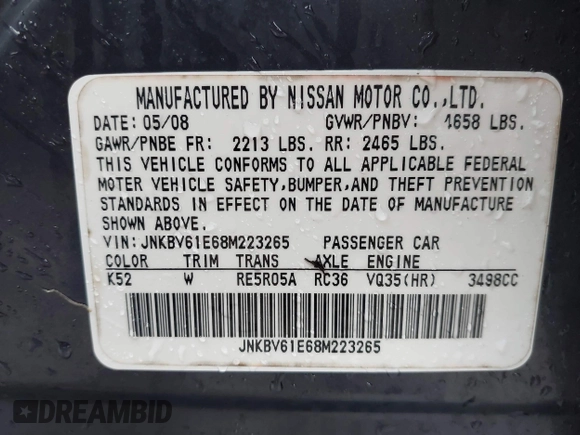 MANUFACTURED BY NISSAN MOTOR CO.,LTD.
DATE: 05/08 GVWR/PNBV: 4658 LBS.
GAWR/PNBE FR: 2213 LBS. RR: 2465 LBS.
THIS VEHICLE CONFORMS TO ALL APPLICABLE FEDERAL
MOTER VEHICLE SAFETY,BUMPER,AND THEFT PREVENTION
STANDARDS IN EFFECT ON THE DATE OF MANUFACTURE
SHOWN ABOVE.
VIN: JNKBV61E68M223265 PASSENGER CAR
COLOR TRIM TRANS AXLE ENGINE
K52 W RE5R05A RC36 VQ35(HR) 3498CC
JNKBV61E68M223265
DREAMBID